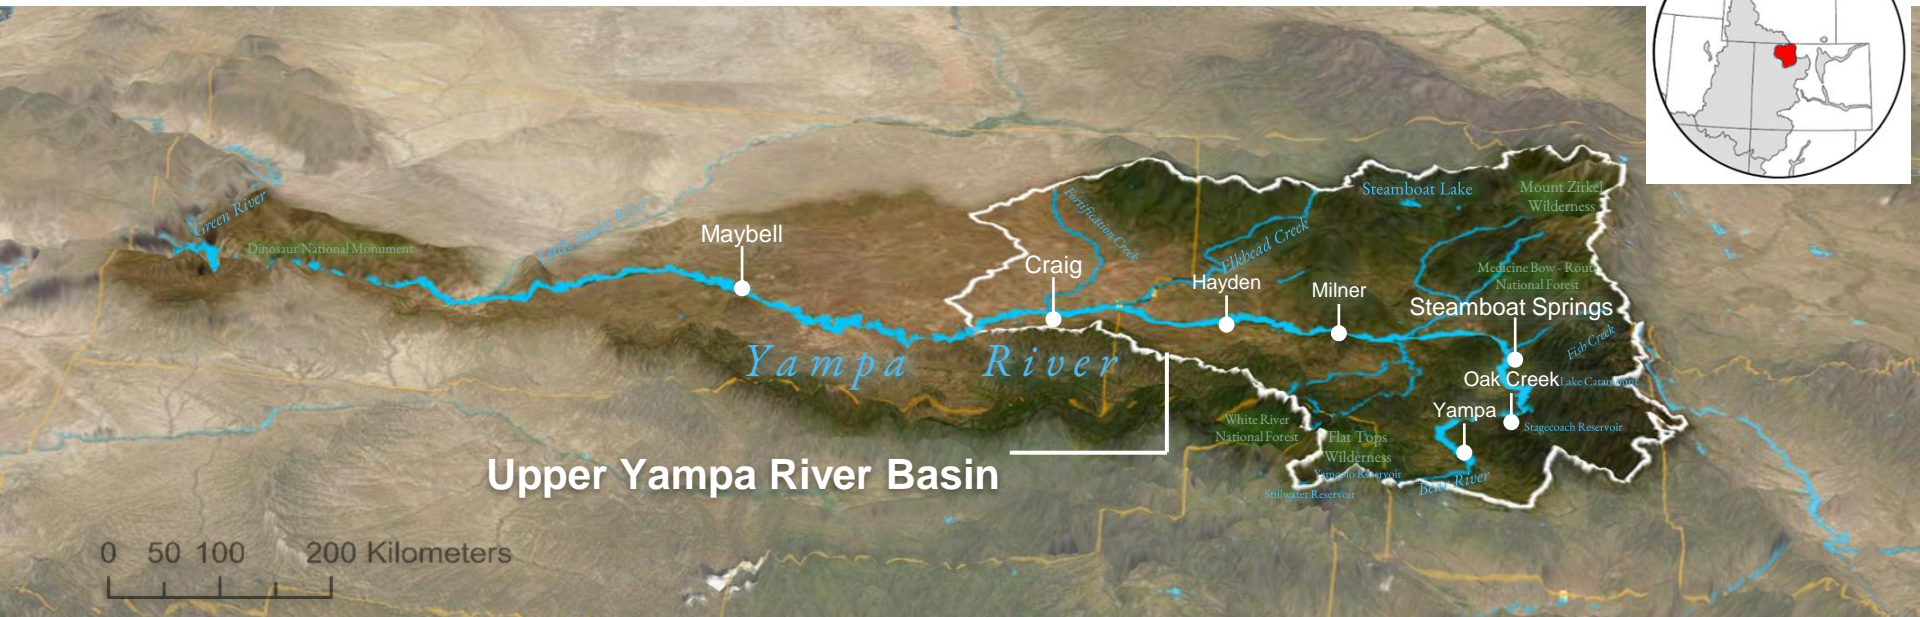 Steamboat Lake
Mount Zirkel
Wilderness
Green River
Fortification Creek
Dinosaur National Monument
Little Snake River
Maybell
Elkhead Creek
Craig
Medicine Bow - Routt
National Forest
Hayden
Milner
Steamboat Springs
Fish Creek
Yampa River
Oak Creek
Lake Catamount
Yampa
White River
National Forest
Stagecoach Reservoir
Flat Tops
Wilderness
Upper Yampa River Basin
Bear River
Stillwater Reservoir
0 50 100 200 Kilometers